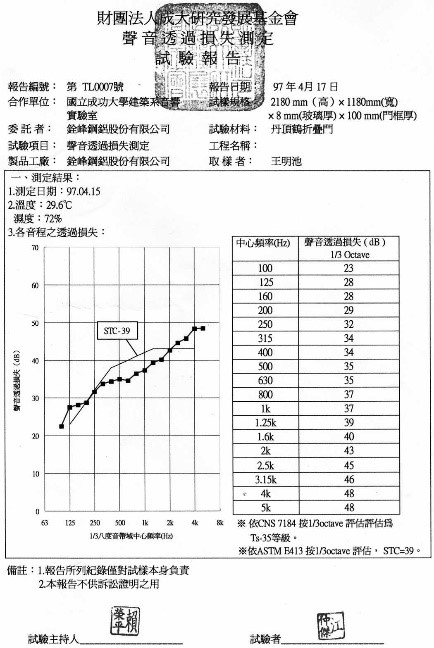 財團法人成大研究發展基金會
聲音透過損失測定
試驗報告
報告編號： 第 TL0007號 報告日期 97 年 4 月 17 日
合作單位： 國立成功大學建築系音響實驗室 試樣規格 2180 mm（高）× 1180mm(寬) × 8 mm(玻璃厚) × 100 mm(門框厚)
委 託 者： 銓峰鋼鋁股份有限公司 試驗材料： 丹頂鶴折疊門
試驗項目： 聲音透過損失測定 工程名稱：
製品工廠： 銓峰鋼鋁股份有限公司 取 樣 者： 王明池
一、測定結果：
1.測定日期：97.04.15
2.溫度：29.6℃
濕度：72%
3.各音程之透過損失：
聲音透過損失 (dB)
70
60
50
40
30
20
10
0
STC-39
63 125 250 500 1k 2k 4k 8k
1/3八度音帶域中心頻率(Hz)
中心頻率(Hz) 聲音透過損失（dB） 1/3 Octave
100 23
125 28
160 28
200 29
250 32
315 34
400 34
500 35
630 35
800 37
1k 37
1.25k 39
1.6k 40
2k 43
2.5k 45
3.15k 46
4k 48
5k 48
※ 依CNS 7184 按1/3octave 評估評估爲
Ts-35等級。
※依ASTM E413 按1/3octave 評估， STC=39。
備註：1.報告所列紀錄僅對試樣本身負責
2.本報告不供訴訟證明之用
試驗主持人 賴榮平
試驗者 江仲傑